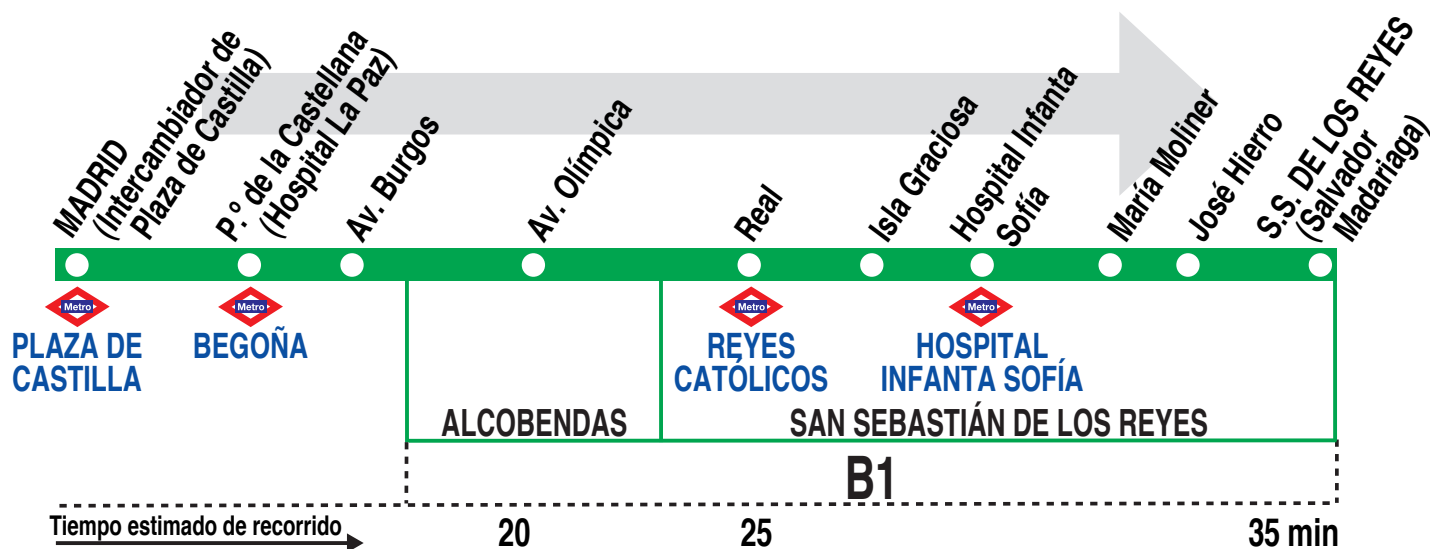 MADRID
(Intercambiador de
Plaza de Castilla)
P.º de la Castellana
(Hospital La Paz)
Av. Burgos
Av. Olímpica
Real
Isla Graciosa
Hospital Infanta
Sofía
María Moliner
José Hierro
S.S. DE LOS REYES
(Salvador
Madariaga)
Metro
PLAZA DE
CASTILLA
Metro
BEGOÑA
Metro
REYES
CATÓLICOS
Metro
HOSPITAL
INFANTA SOFÍA
ALCOBENDAS
SAN SEBASTIÁN DE LOS REYES
B1
Tiempo estimado de recorrido
20
25
35 min